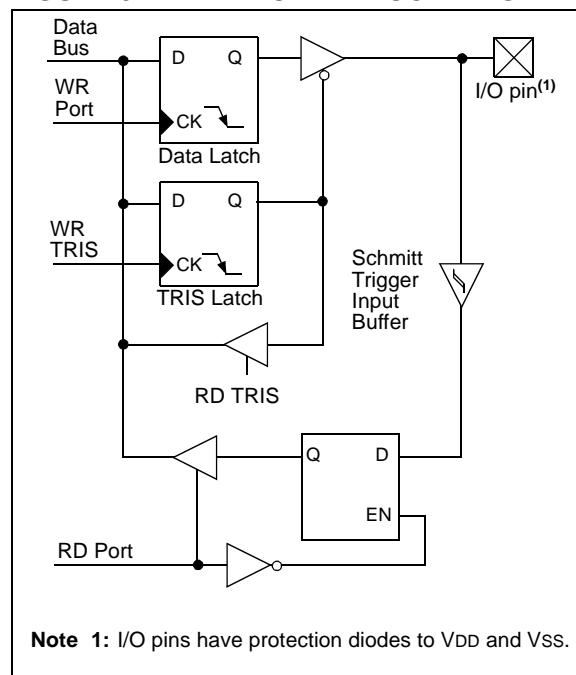 Data
Bus
D Q
WR
Port
CK
I/O pin(1)
Data Latch
D Q
WR
TRIS
CK
TRIS Latch
Schmitt
Trigger
Input
Buffer
RD TRIS
Q D
EN
RD Port
Note 1: I/O pins have protection diodes to VDD and VSS.